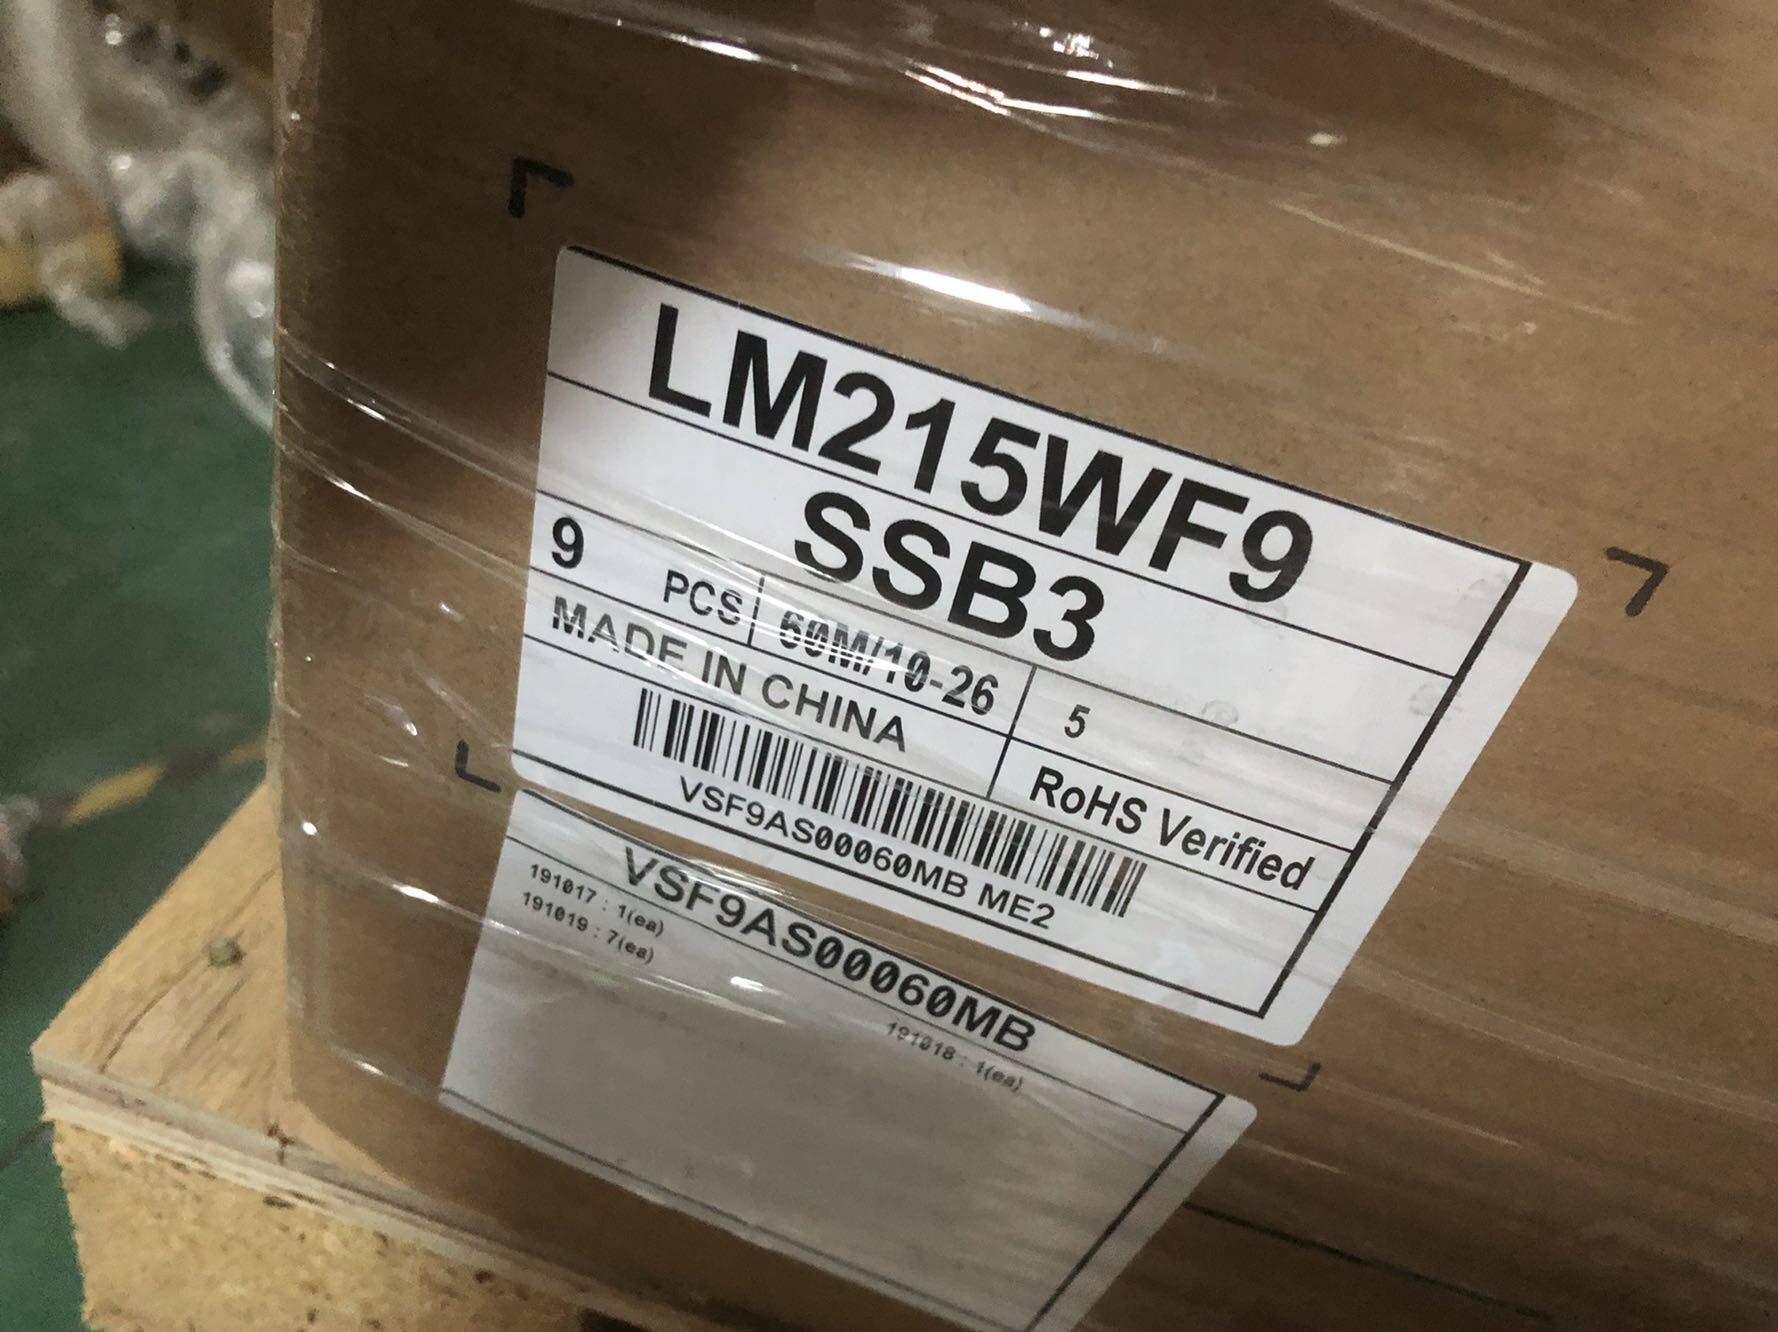 LM215WF9
SSB3
9 PCS 60M/10-26 5
MADE IN CHINA RoHS Verified
VSF9AS00060MB ME2
VSF9AS00060MB
191017 : 1(ea) 191018 : 1(ea)
191019 : 7(ea)